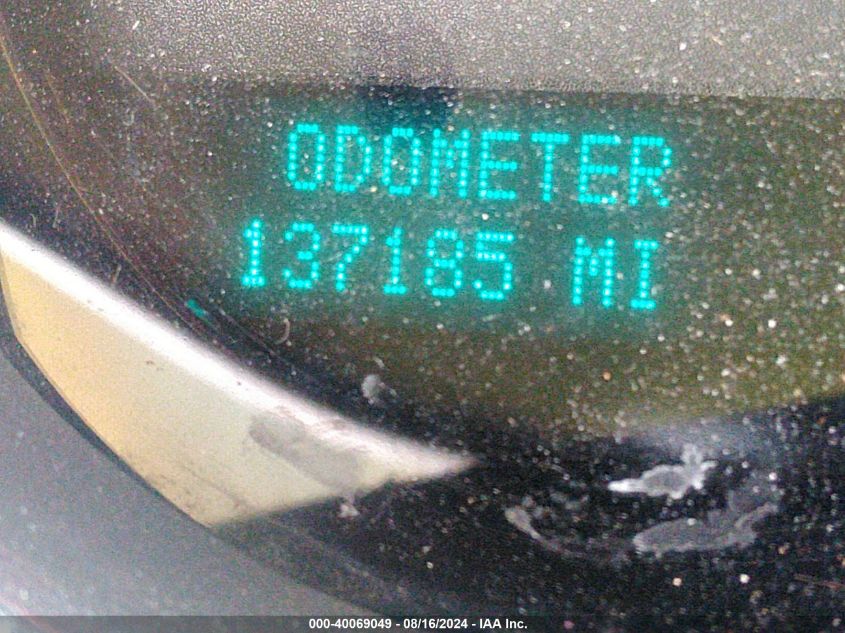 ODOMETER
137185 MI
000-40069049 - 08/16/2024 - IAA Inc.